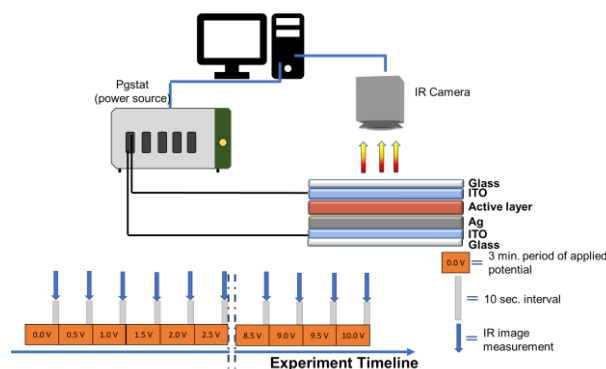 Pgstat
(power source)
IR Camera
Glass
ITO
Active layer
Ag
ITO
Glass
0.0 V
3 min. period of applied
potential
10 sec. interval
IR image
measurement
0.0 V 0.5 V 1.0 V 1.5 V 2.0 V 2.5 V 8.5 V 9.0 V 9.5 V 10.0 V
Experiment Timeline